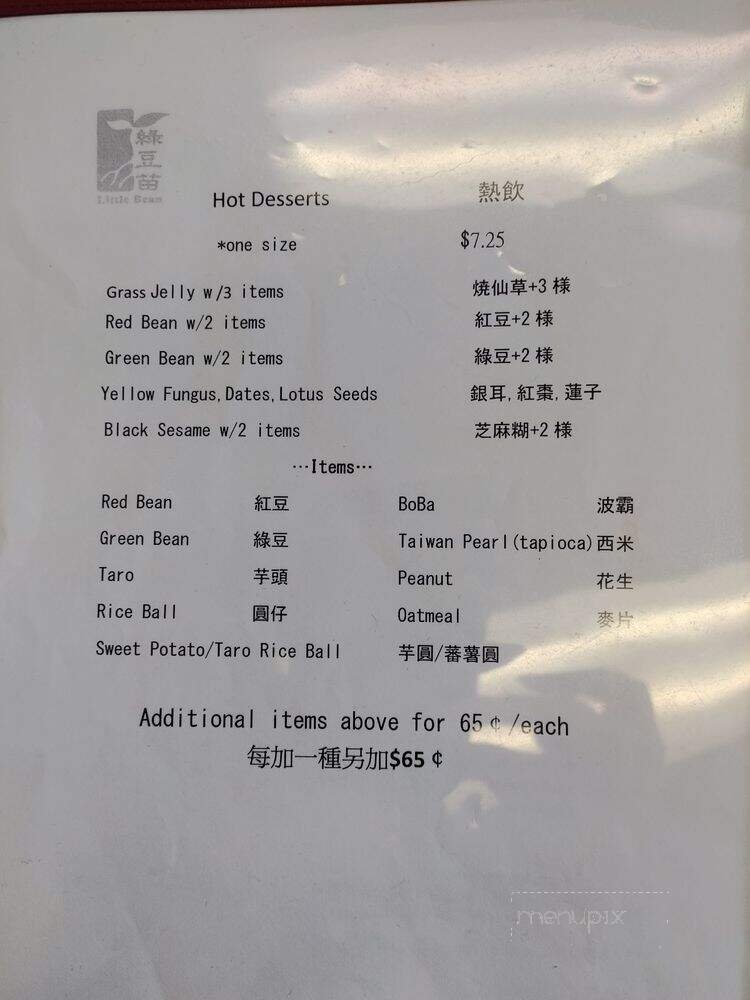 綠
豆
苗
Little Bean
Hot Desserts 熱飲
*one size $7.25
Grass Jelly w/3 items 燒仙草+3 樣
Red Bean w/2 items 紅豆+2 樣
Green Bean w/2 items 綠豆+2 樣
Yellow Fungus,Dates,Lotus Seeds 銀耳,紅棗,蓮子
Black Sesame w/2 items 芝麻糊+2 樣
···Items···
Red Bean 紅豆 BoBa 波霸
Green Bean 綠豆 Taiwan Pearl(tapioca) 西米
Taro 芋頭 Peanut 花生
Rice Ball 圓仔 Oatmeal 麥片
Sweet Potato/Taro Rice Ball 芋圓/蕃薯圓
Additional items above for 65¢/each
每加一種另加$65¢
menupix